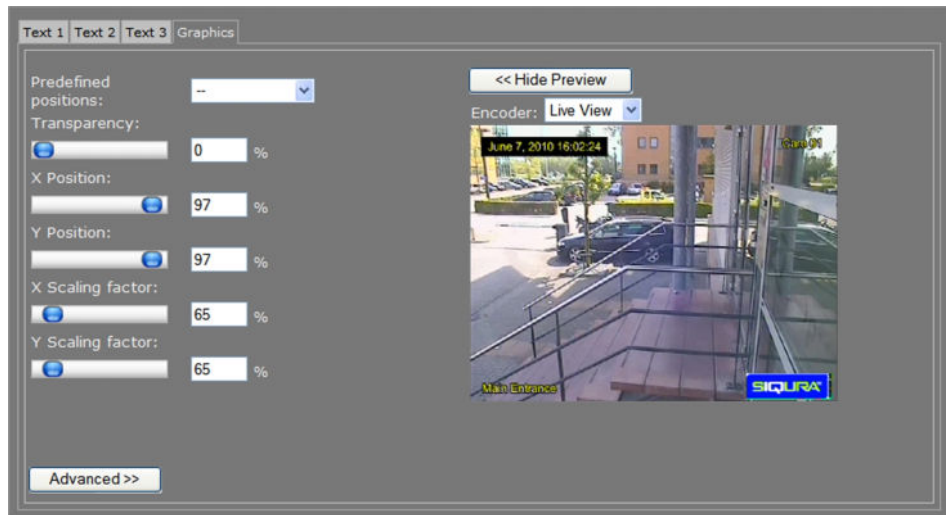 Text 1 Text 2 Text 3 Graphics
Predefined
positions:
--
Transparency:
0 %
X Position:
97 %
Y Position:
97 %
X Scaling factor:
65 %
Y Scaling factor:
65 %
Advanced >>
<< Hide Preview
Encoder: Live View
June 7, 2010 16:02:24
Cam 01
Main Entrance
SIQURA